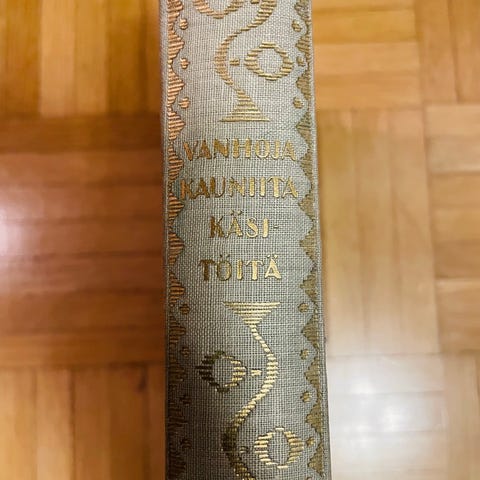 VANHOJA
KAUNIITA
KÄSI-
TÖITÄ